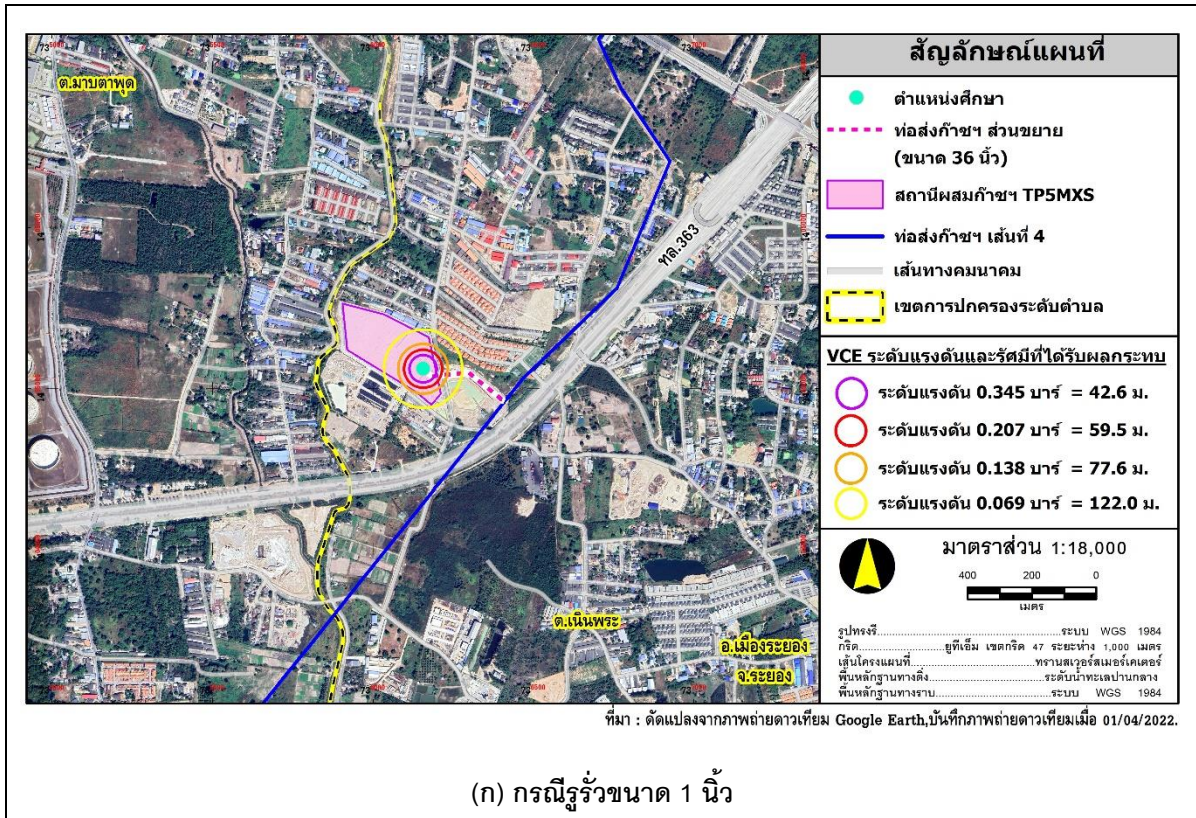 ต.มาบตาพุด
ทล.363
ต.เนินพระ
อ.เมืองระยอง
จ.ระยอง
สัญลักษณ์แผนที่
ตำแหน่งศึกษา
ท่อส่งก๊าซฯ ส่วนขยาย
(ขนาด 36 นิ้ว)
สถานีผสมก๊าซฯ TP5MXS
ท่อส่งก๊าซฯ เส้นที่ 4
เส้นทางคมนาคม
เขตการปกครองระดับตำบล
VCE ระดับแรงดันและรัศมีที่ได้รับผลกระทบ
ระดับแรงดัน 0.345 บาร์ = 42.6 ม.
ระดับแรงดัน 0.207 บาร์ = 59.5 ม.
ระดับแรงดัน 0.138 บาร์ = 77.6 ม.
ระดับแรงดัน 0.069 บาร์ = 122.0 ม.
มาตราส่วน 1:18,000
400 200 0
เมตร
รูปทรงรี...............................ระบบ WGS 1984
กริด.................ยูทีเอ็ม เขตกริด 47 ระยะห่าง 1,000 เมตร
เส้นโครงแผนที่....................ทรานสเวอร์สเมอร์เคเตอร์
พื้นหลักฐานทางดิ่ง....................ระดับน้ำทะเลปานกลาง
พื้นหลักฐานทางราบ....................ระบบ WGS 1984
ที่มา : ดัดแปลงจากภาพถ่ายดาวเทียม Google Earth,บันทึกภาพถ่ายดาวเทียมเมื่อ 01/04/2022.
(ก) กรณีรูรั่วขนาด 1 นิ้ว